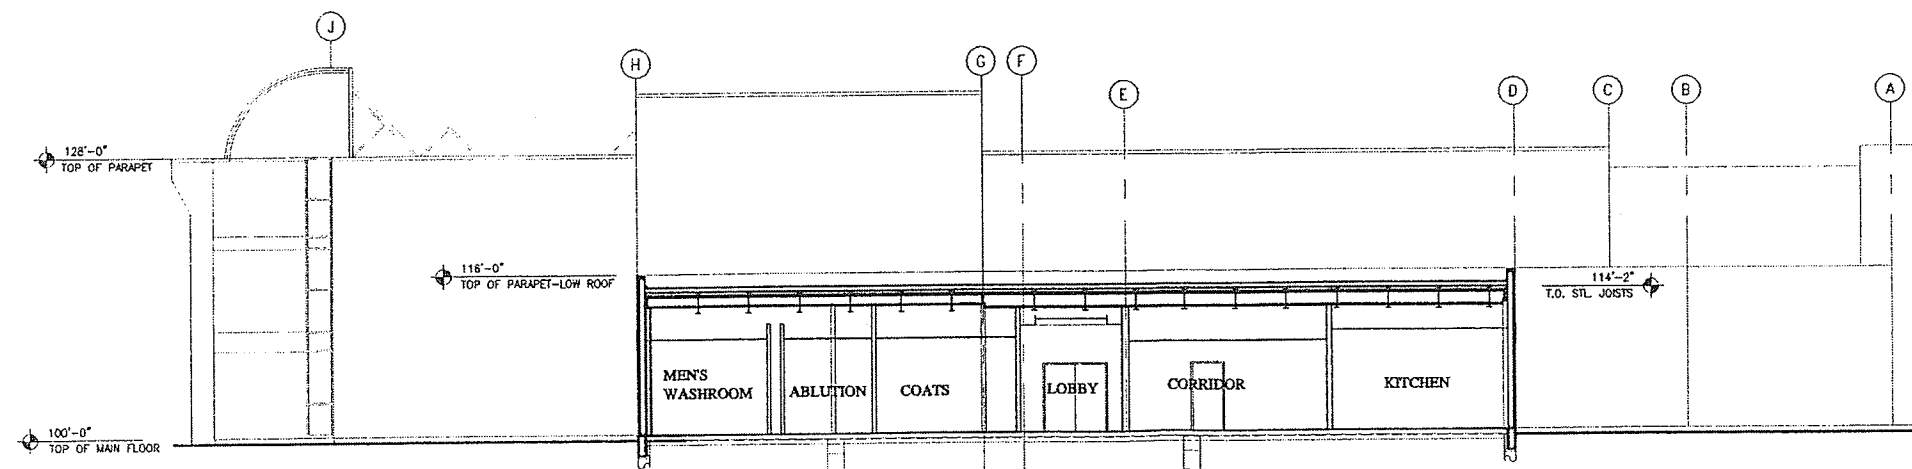 J
H
G
F
E
D
C
B
A
128'-0"
TOP OF PARAPET
116'-0"
TOP OF PARAPET-LOW ROOF
114'-2"
T.O. STL. JOISTS
MEN'S
WASHROOM
ABLUTION
COATS
LOBBY
CORRIDOR
KITCHEN
100'-0"
TOP OF MAIN FLOOR